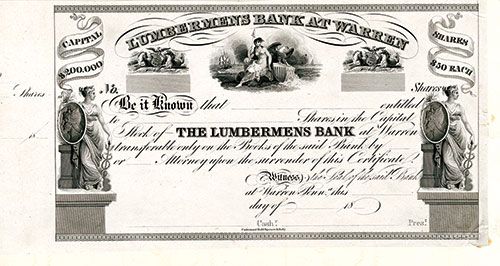 LUMBERMENS BANK AT WARREN
CAPITAL
$200,000
SHARES
$50 EACH
No.
Shares
Shares
Be it Known that entitled
to Shares in the Capital
18 Stock of THE LUMBERMENS BANK at Warren
transferable only on the Books of the said Bank by
or Attorney upon the surrender of this Certificate
Witness the Seal of the said Bank
at Warren Penna. this
day of 18
Cash! Pres!